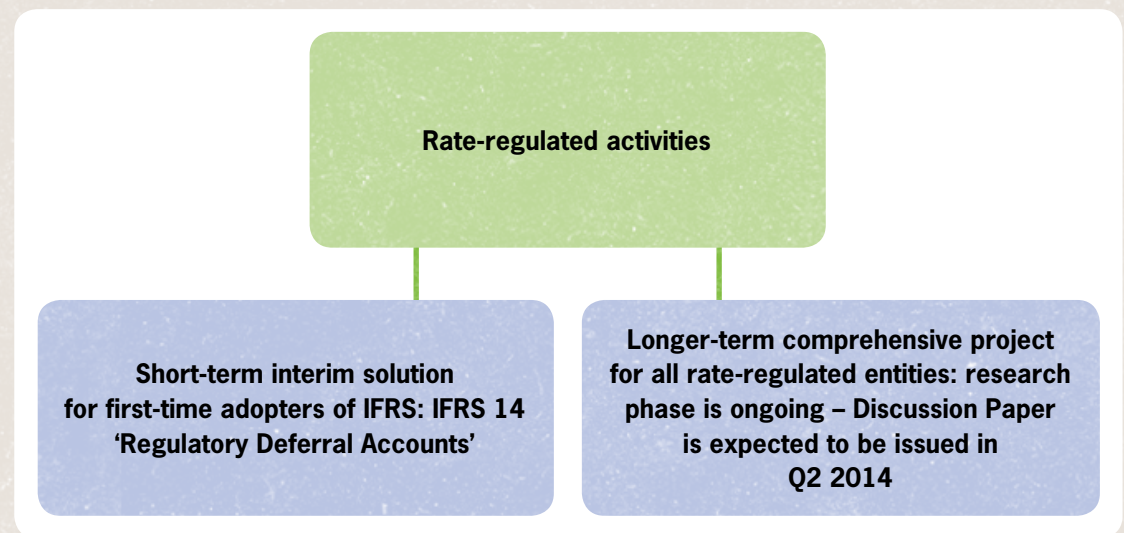 Rate-regulated activities
Short-term interim solution
for first-time adopters of IFRS: IFRS 14
‘Regulatory Deferral Accounts’
Longer-term comprehensive project
for all rate-regulated entities: research
phase is ongoing – Discussion Paper
is expected to be issued in
Q2 2014